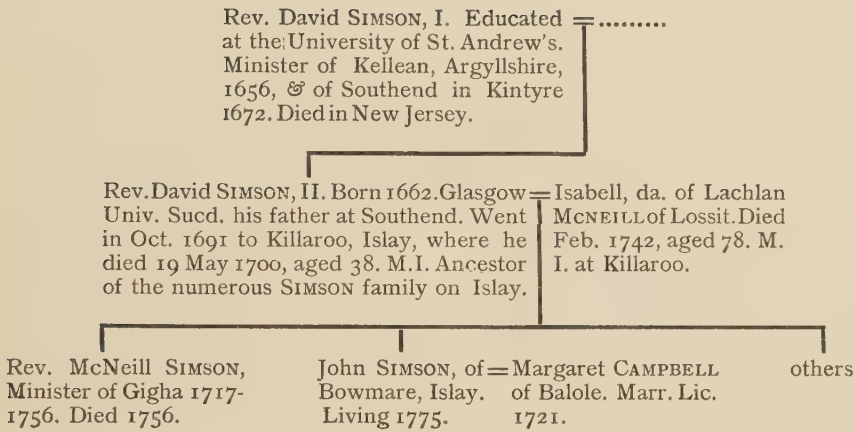 Rev. David SIMSON, I. Educated = .........
at the University of St. Andrew's.
Minister of Kellean, Argyllshire,
1656, & of Southend in Kintyre
1672. Died in New Jersey.
Rev. David SIMSON, II. Born 1662. Glasgow
Univ. Sucd. his father at Southend. Went
in Oct. 1691 to Killaroo, Islay, where he
died 19 May 1700, aged 38. M.I. Ancestor
of the numerous SIMSON family on Islay.
= Isabell, da. of Lachlan
MCNEILL of Lossit. Died
Feb. 1742, aged 78. M.
I. at Killaroo.
Rev. McNeill SIMSON,
Minister of Gigha 1717-
1756. Died 1756.
John SIMSON, of
Bowmare, Islay.
Living 1775.
= Margaret CAMPBELL
of Balole. Marr. Lic.
1721.
others